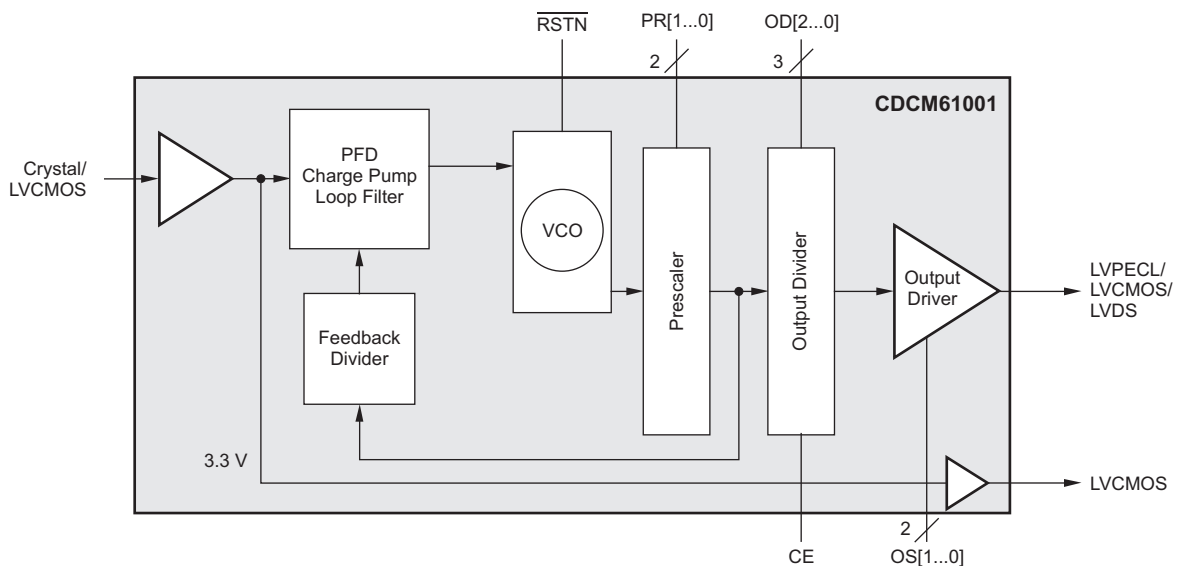 RSTN
PR[1...0]
OD[2...0]
2
3
CDCM61001
Crystal/
LVCMOS
PFD
Charge Pump
Loop Filter
VCO
Prescaler
Output Divider
Output
Driver
LVPECL/
LVCMOS/
LVDS
Feedback
Divider
3.3 V
LVCMOS
2
CE
OS[1...0]